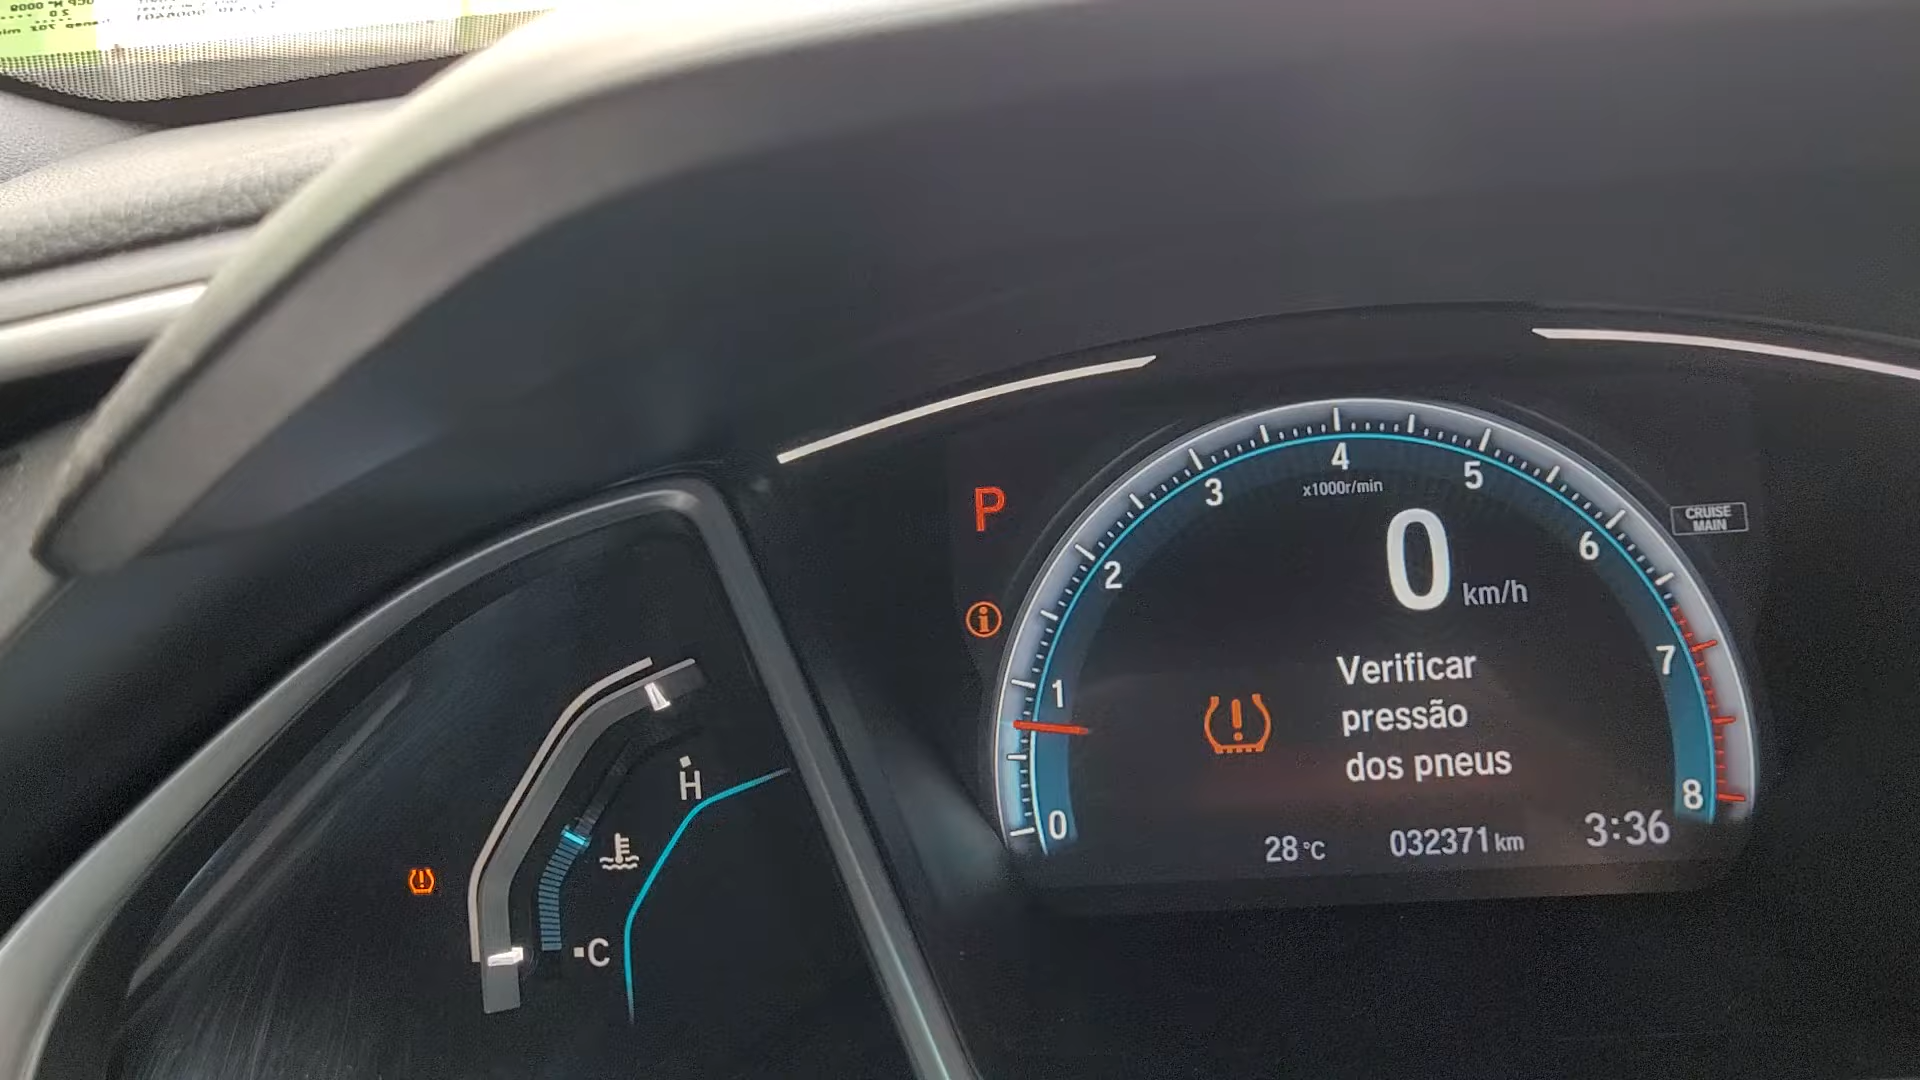 P
4
x1000r/min
3
5
2
6
1
7
0
8
0
km/h
CRUISE
MAIN
i
Verificar
pressão
dos pneus
28°C
032371 km
3:36
H
C